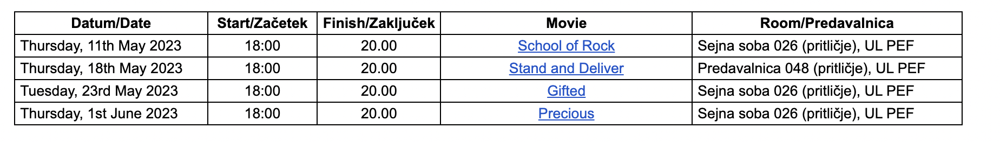 Datum/Date Start/Začetek Finish/Zaključek Movie Room/Predavalnica
Thursday, 11th May 2023 18:00 20.00 School of Rock Sejna soba 026 (pritličje), UL PEF
Thursday, 18th May 2023 18:00 20.00 Stand and Deliver Predavalnica 048 (pritličje), UL PEF
Tuesday, 23rd May 2023 18:00 20.00 Gifted Sejna soba 026 (pritličje), UL PEF
Thursday, 1st June 2023 18:00 20.00 Precious Sejna soba 026 (pritličje), UL PEF